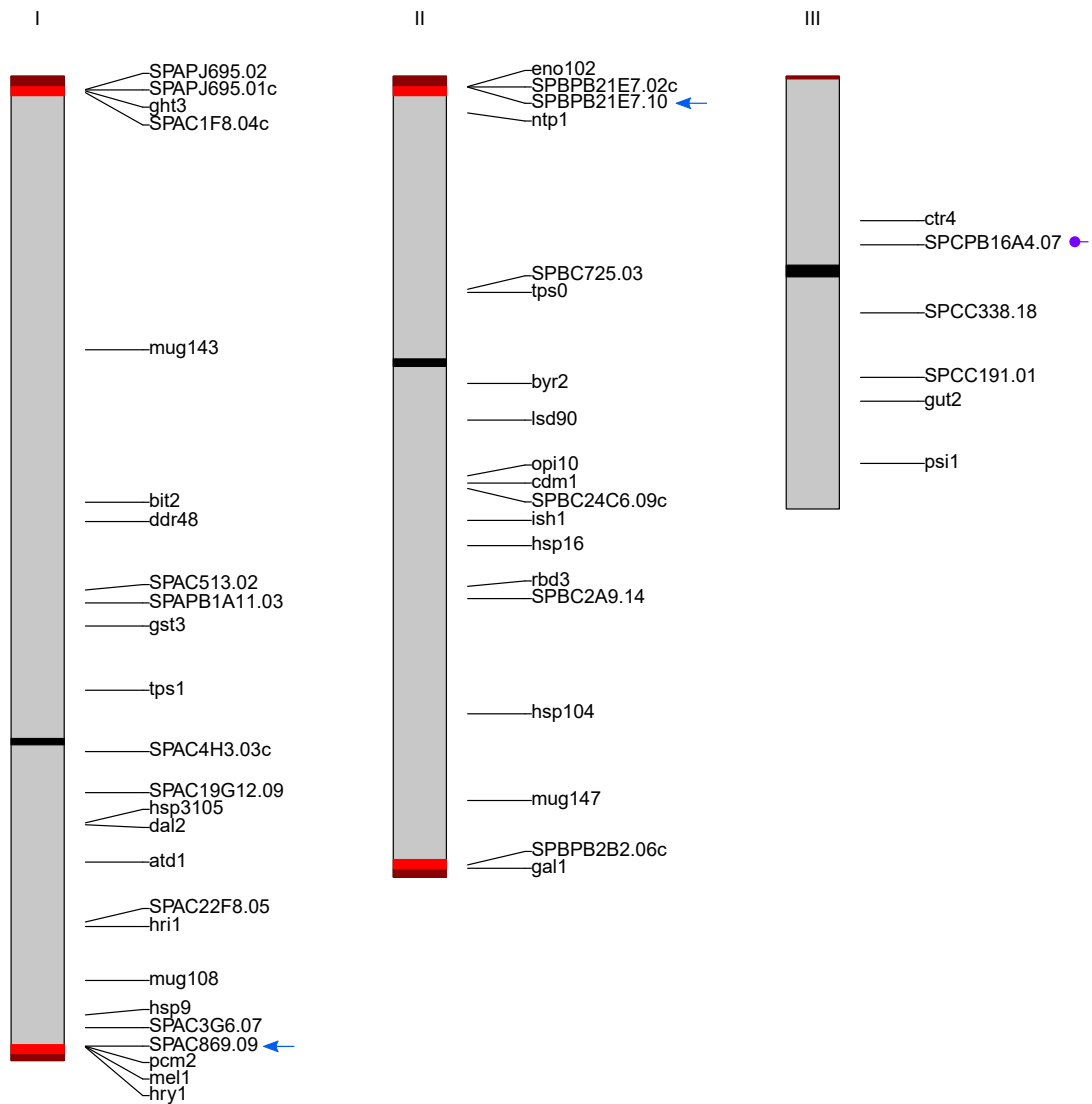 I
II
III
SPAPJ695.02
SPAPJ695.01c
ght3
SPAC1F8.04c
mug143
bit2
ddr48
SPAC513.02
SPAPB1A11.03
gst3
tps1
SPAC4H3.03c
SPAC19G12.09
hsp3105
dal2
atd1
SPAC22F8.05
hri1
mug108
hsp9
SPAC3G6.07
SPAC869.09
pcm2
mel1
hry1
eno102
SPBPB21E7.02c
SPBPB21E7.10
ntp1
SPBC725.03
tps0
byr2
lsd90
opi10
cdm1
SPBC24C6.09c
ish1
hsp16
rbd3
SPBC2A9.14
hsp104
mug147
SPBPB2B2.06c
gal1
ctr4
SPCPB16A4.07
SPCC338.18
SPCC191.01
gut2
psi1